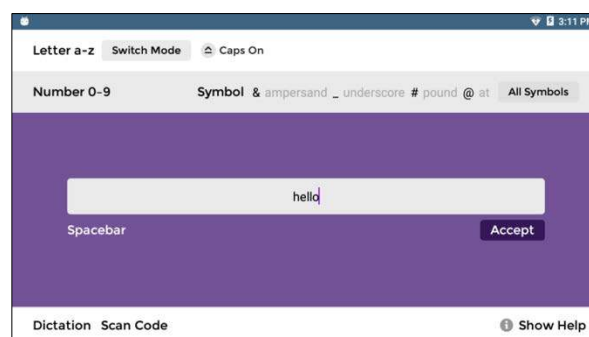 3:11 PM
Letter a-z Switch Mode Caps On
Number 0-9 Symbol & ampersand _ underscore # pound @ at All Symbols
hello
Spacebar Accept
Dictation Scan Code Show Help